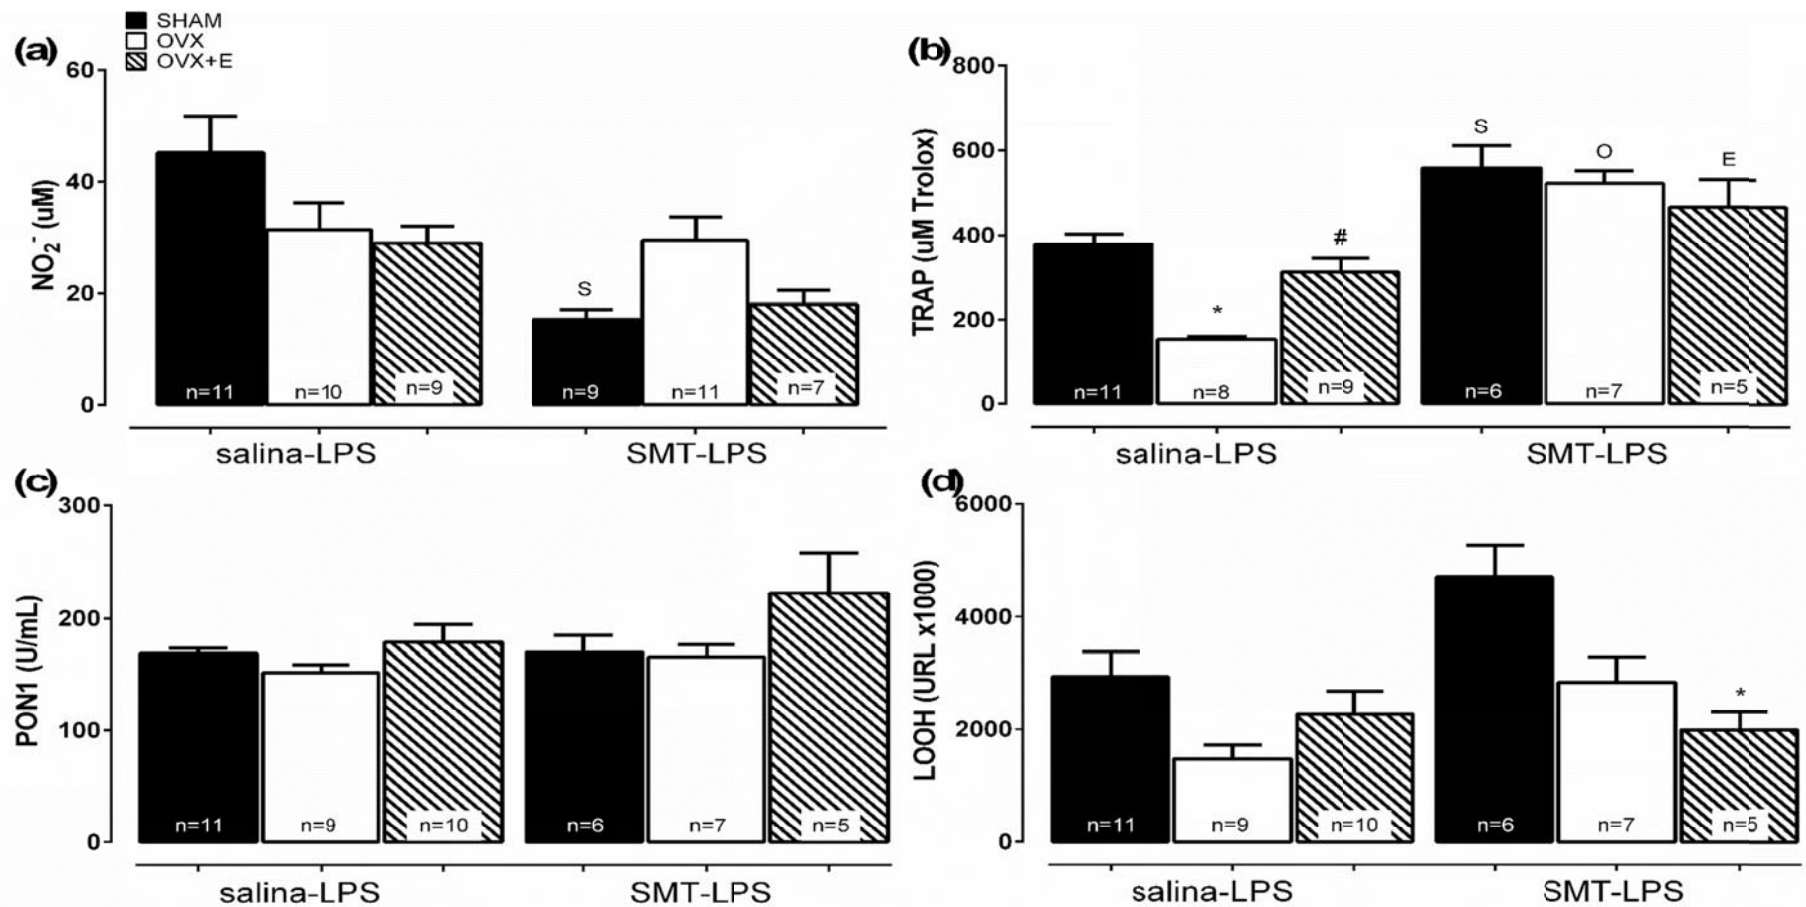 SHAM
OVX
OVX+E
(a)
NO₂⁻ (uM)
60
40
20
0
S
n=11
n=10
n=9
n=9
n=11
n=7
salina-LPS
SMT-LPS
(b)
TRAP (uM Trolox)
800
600
400
200
0
*
#
S
O
E
n=11
n=8
n=9
n=6
n=7
n=5
salina-LPS
SMT-LPS
(c)
PON1 (U/mL)
300
200
100
0
n=11
n=9
n=10
n=6
n=7
n=5
salina-LPS
SMT-LPS
(d)
LOOH (URL x1000)
6000
4000
2000
0
*
n=11
n=9
n=10
n=6
n=7
n=5
salina-LPS
SMT-LPS